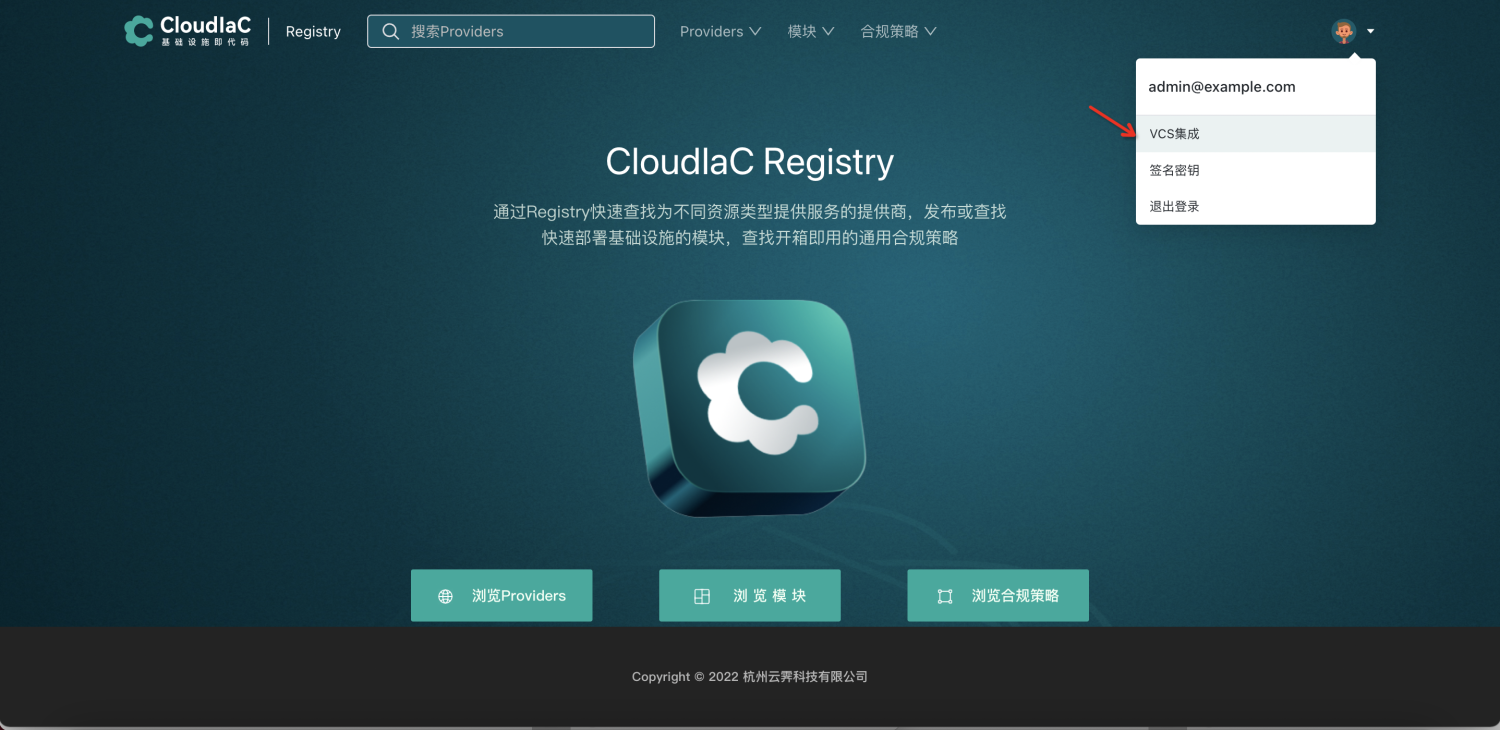 CloudIaC
基础设施即代码
Registry
搜索Providers
Providers
模块
合规策略
admin@example.com
VCS集成
签名密钥
退出登录
CloudIaC Registry
通过Registry快速查找为不同资源类型提供服务的提供商，发布或查找
快速部署基础设施的模块，查找开箱即用的通用合规策略
浏览Providers
浏览模块
浏览合规策略
Copyright © 2022 杭州云霁科技有限公司